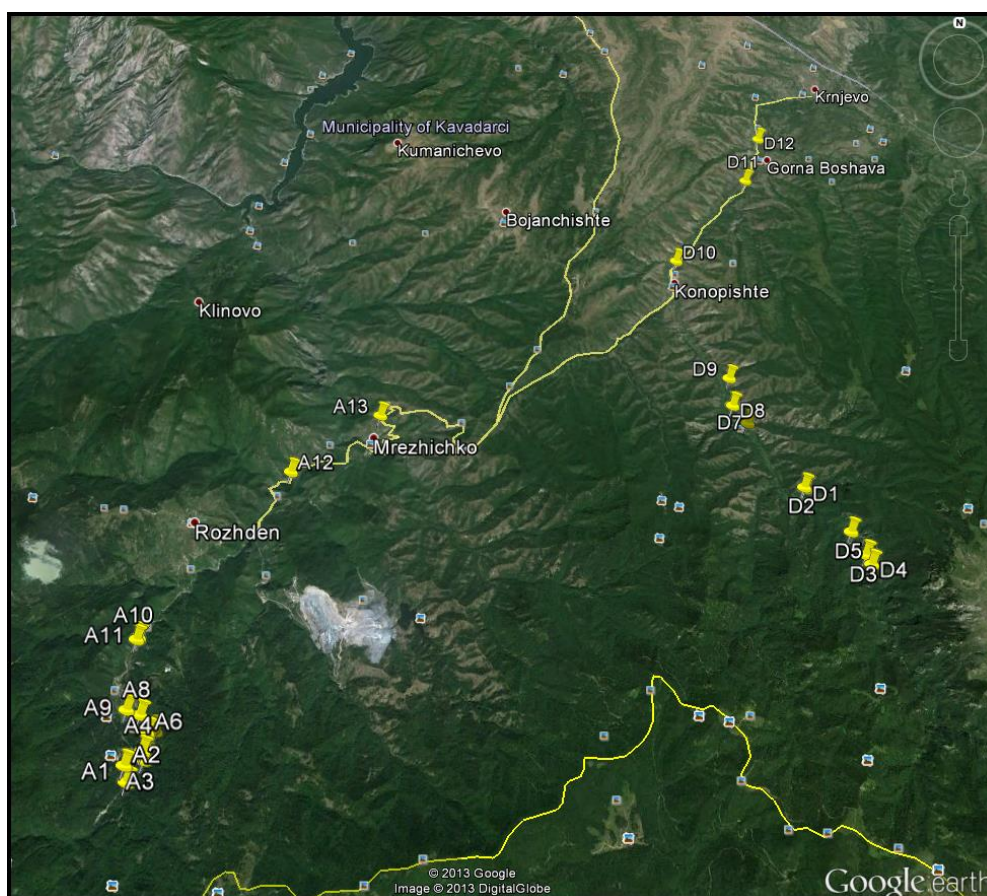 N
Krnjevo
Municipality of Kavadarci
Kumanichevo
D12
Gorna Boshava
D11
Bojanchishte
D10
Konopishte
Klinovo
D9
A13
D8
D7
Mrezhichko
A12
D1
D2
Rozhden
D5
D3 D4
A10
A11
A8
A9
A4 A6
A2
A1
A3
© 2013 Google
Image © 2013 DigitalGlobe
Google earth